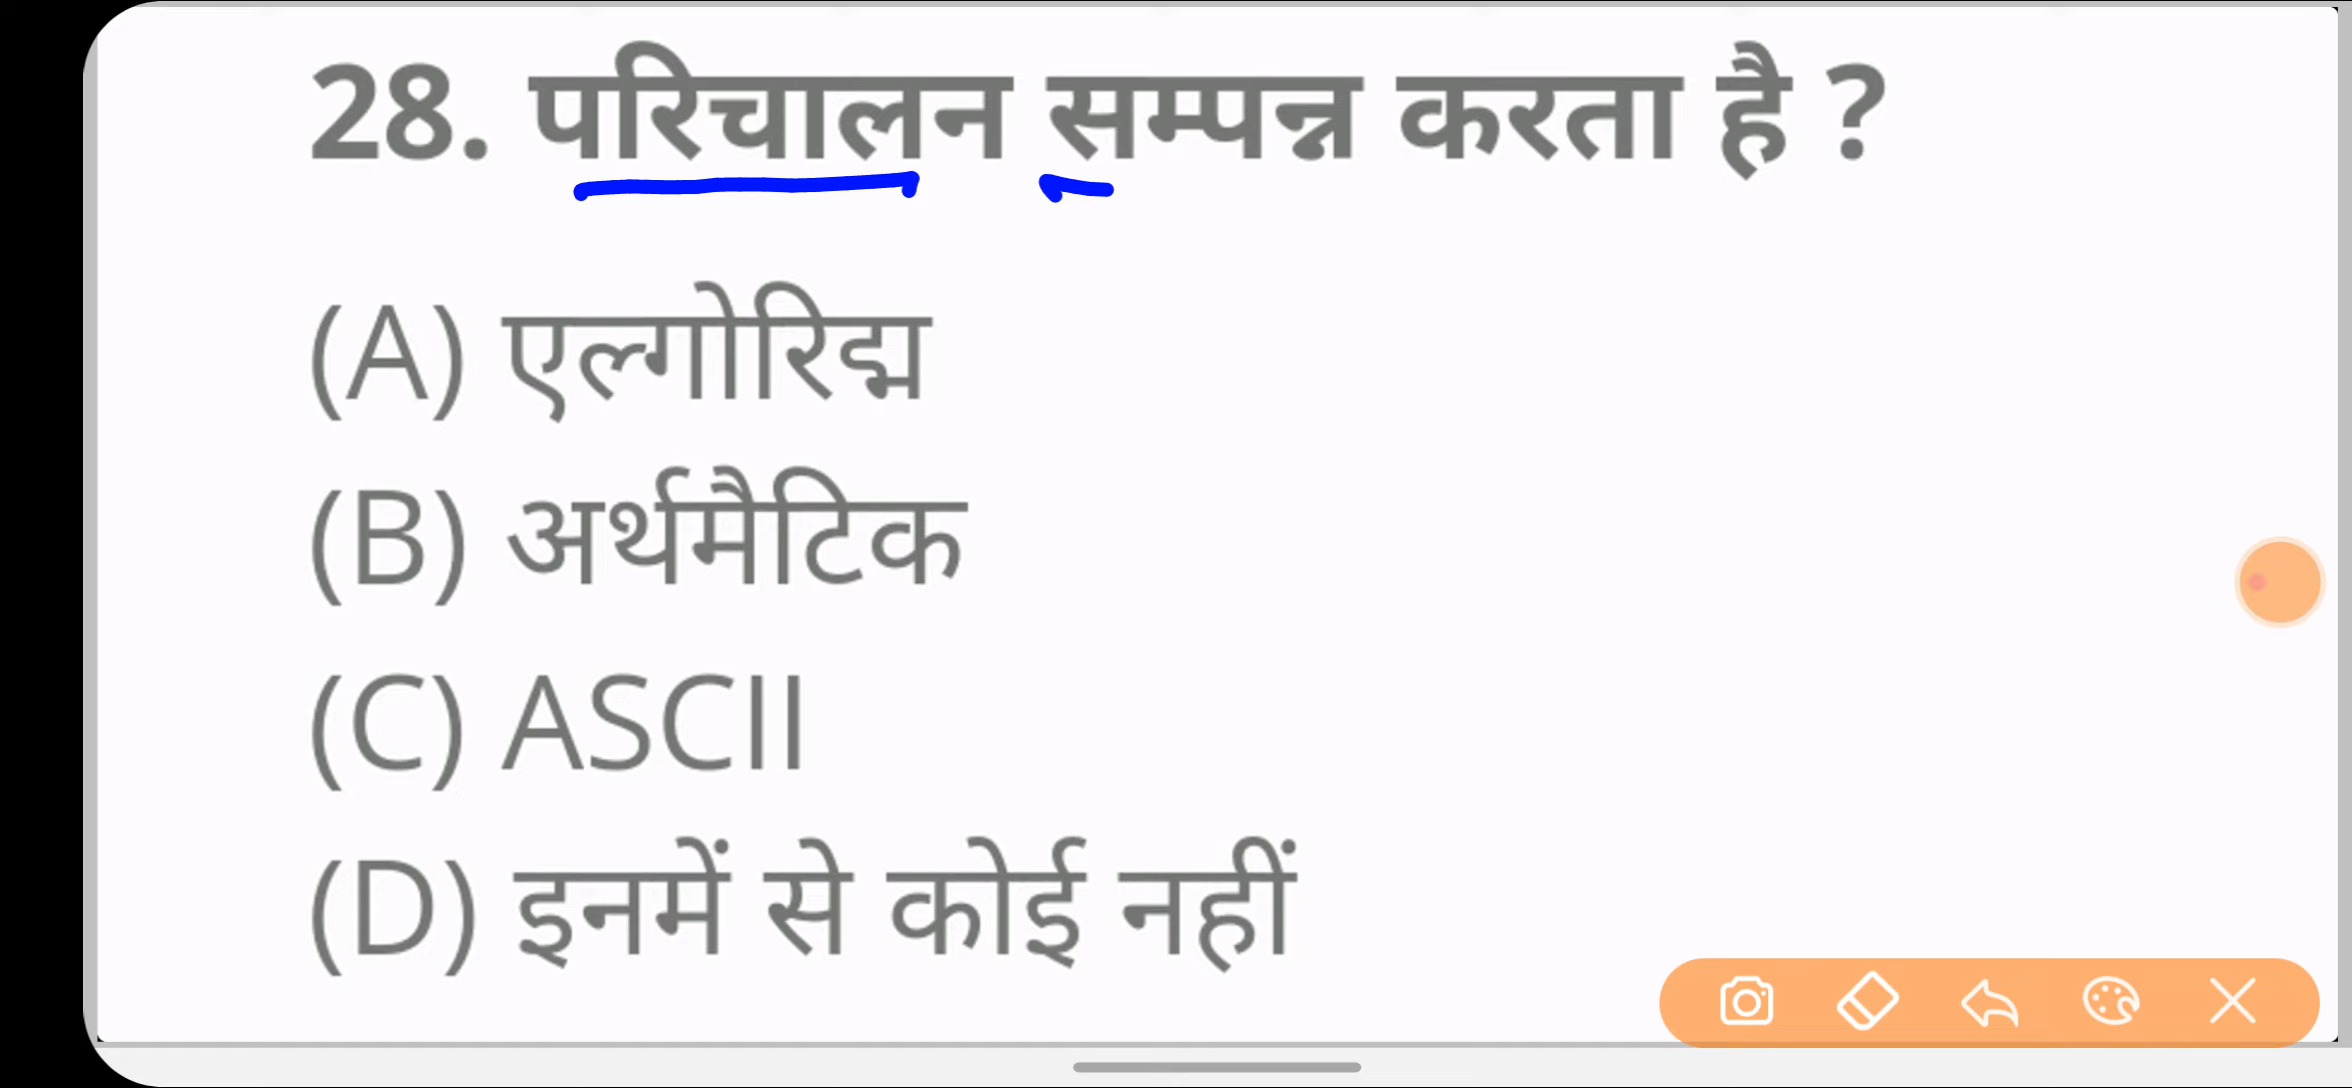 28. परिचालन सम्पन्न करता है ?
(A) एल्गोरिद्म
(B) अर्थमैटिक
(C) ASCII
(D) इनमें से कोई नहीं